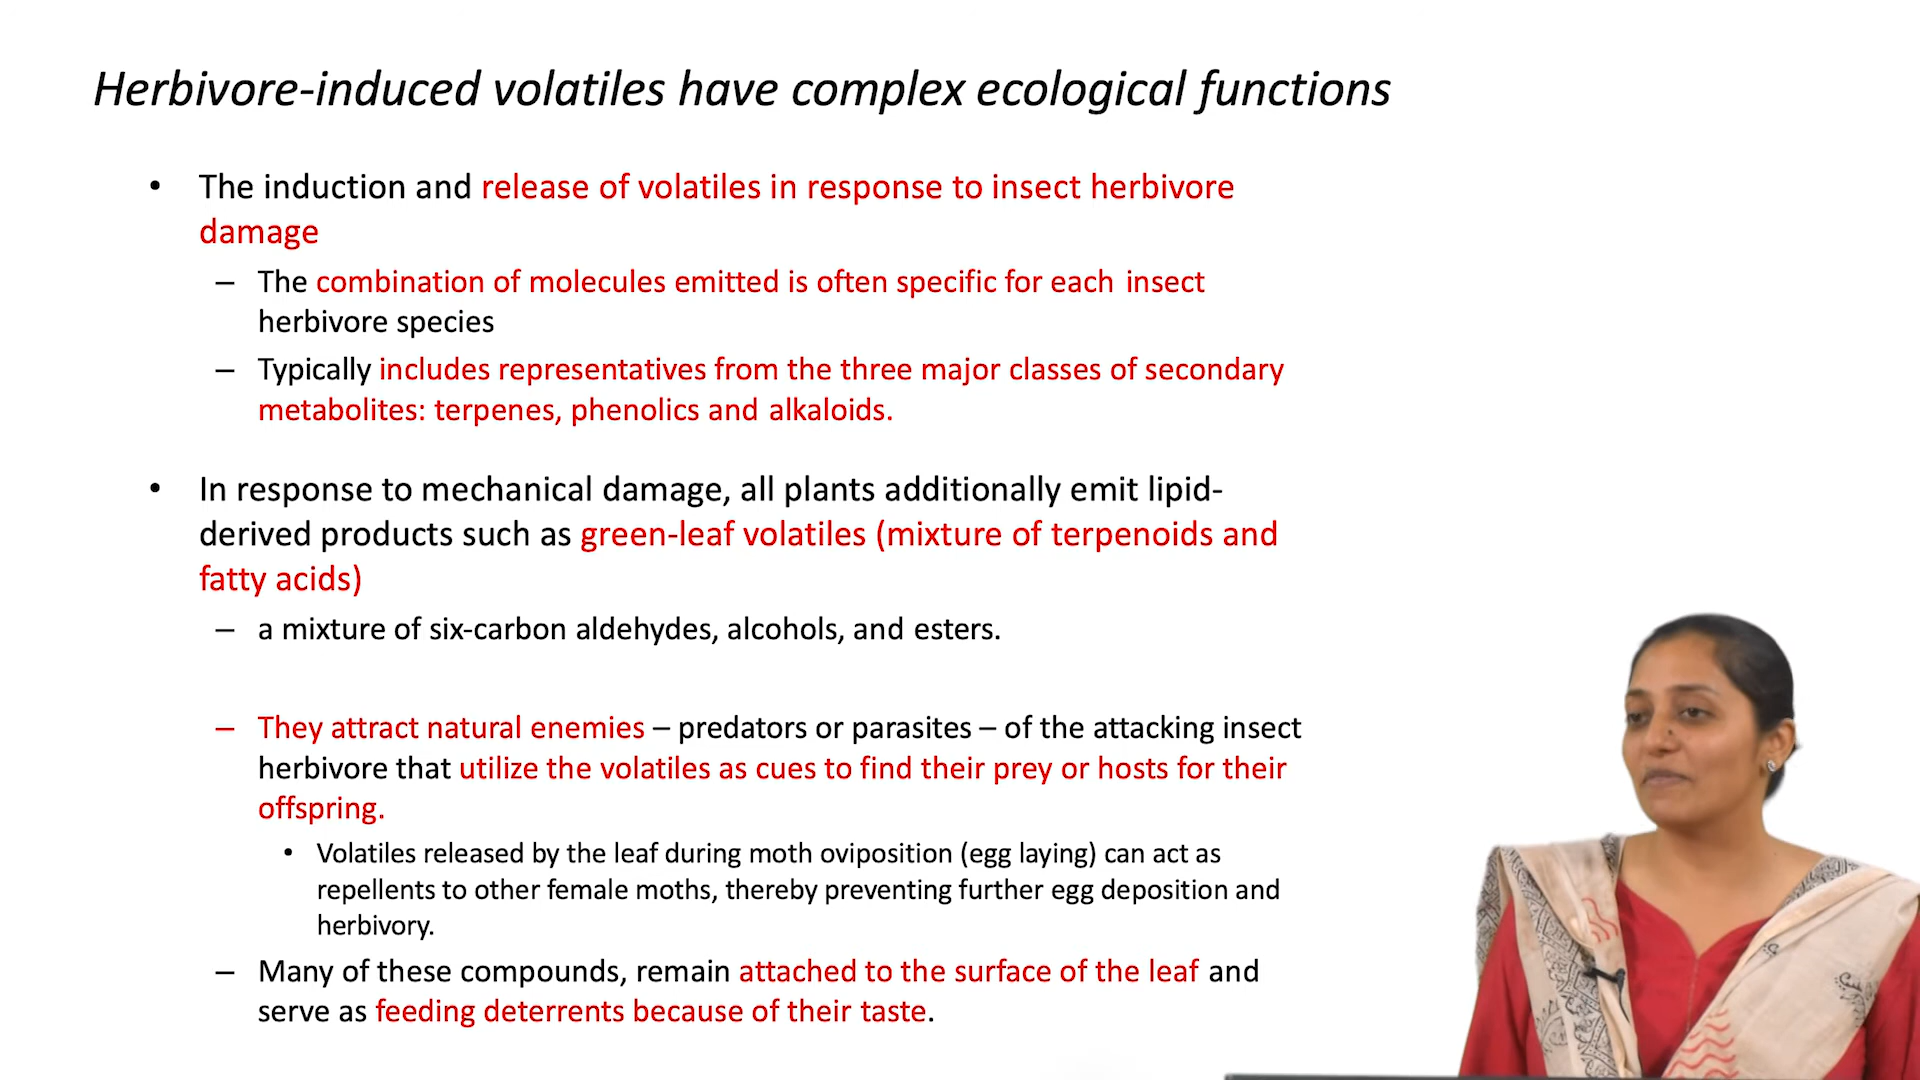 Herbivore-induced volatiles have complex ecological functions
• The induction and release of volatiles in response to insect herbivore
damage
– The combination of molecules emitted is often specific for each insect
herbivore species
– Typically includes representatives from the three major classes of secondary
metabolites: terpenes, phenolics and alkaloids.
• In response to mechanical damage, all plants additionally emit lipid-
derived products such as green-leaf volatiles (mixture of terpenoids and
fatty acids)
– a mixture of six-carbon aldehydes, alcohols, and esters.
– They attract natural enemies – predators or parasites – of the attacking insect
herbivore that utilize the volatiles as cues to find their prey or hosts for their
offspring.
• Volatiles released by the leaf during moth oviposition (egg laying) can act as
repellents to other female moths, thereby preventing further egg deposition and
herbivory.
– Many of these compounds, remain attached to the surface of the leaf and
serve as feeding deterrents because of their taste.